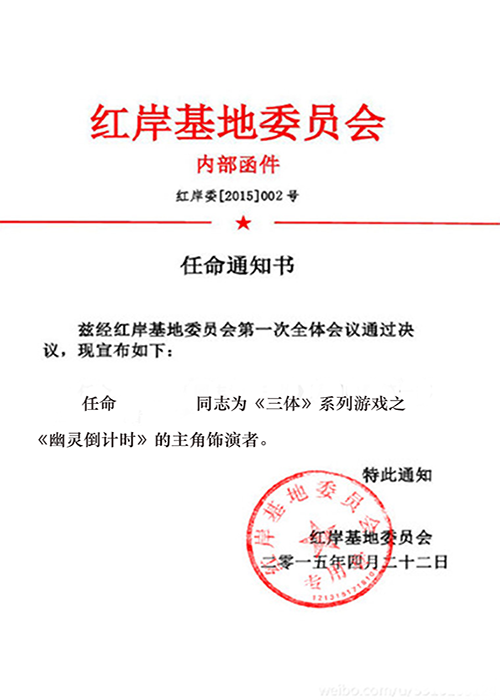 红岸基地委员会
内部函件
红岸委[2015]002号
任命通知书
兹经红岸基地委员会第一次全体会议通过决
议，现宣布如下：
任命 同志为《三体》系列游戏之
《幽灵倒计时》的主角饰演者。
特此通知
红岸基地委员会
二零一五年四月二十二日
红岸基地委员会
专用章